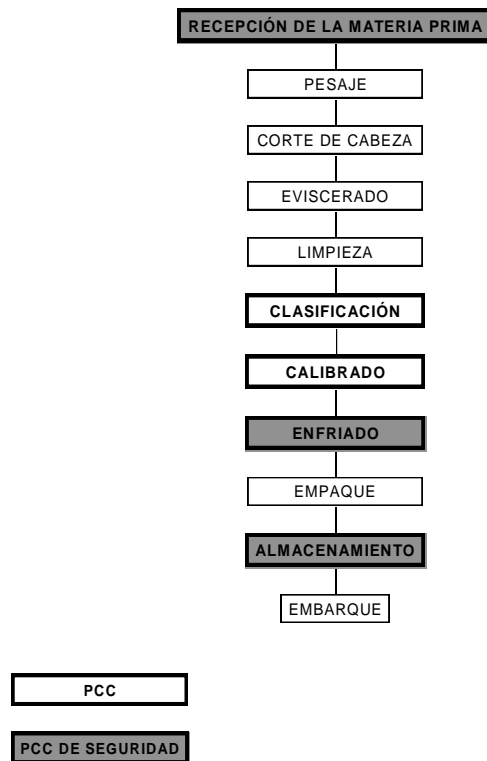 RECEPCIÓN DE LA MATERIA PRIMA
PESAJE
CORTE DE CABEZA
EVISCERADO
LIMPIEZA
CLASIFICACIÓN
CALIBRADO
ENFRIADO
EMPAQUE
ALMACENAMIENTO
EMBARQUE
PCC
PCC DE SEGURIDAD